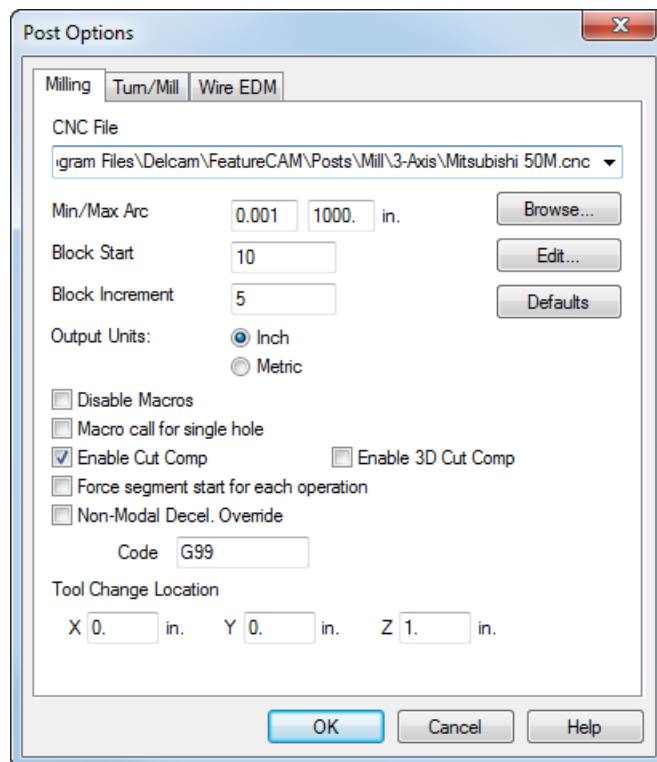 Post Options
Milling Turn/Mill Wire EDM
CNC File
gram Files\Delcam\FeatureCAM\Posts\Mill\3-Axis\Mitsubishi 50M.cnc
Min/Max Arc 0.001 1000. in. Browse...
Block Start 10 Edit...
Block Increment 5 Defaults
Output Units: Inch
Metric
Disable Macros
Macro call for single hole
Enable Cut Comp Enable 3D Cut Comp
Force segment start for each operation
Non-Modal Decel. Override
Code G99
Tool Change Location
X 0. in. Y 0. in. Z 1. in.
OK Cancel Help